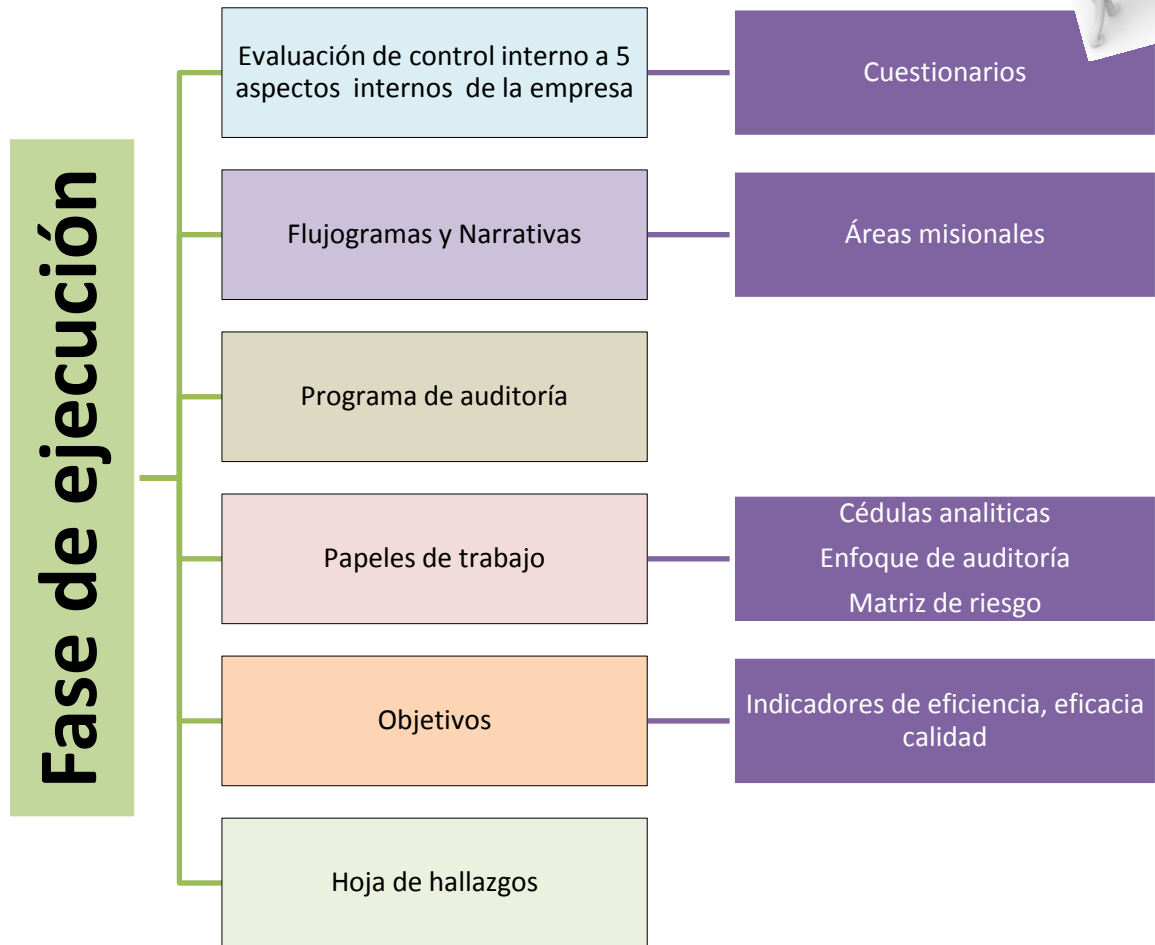 Fase de ejecución
Evaluación de control interno a 5
aspectos internos de la empresa
Cuestionarios
Flujogramas y Narrativas
Áreas misionales
Programa de auditoría
Papeles de trabajo
Cédulas analiticas
Enfoque de auditoría
Matriz de riesgo
Objetivos
Indicadores de eficiencia, eficacia
calidad
Hoja de hallazgos